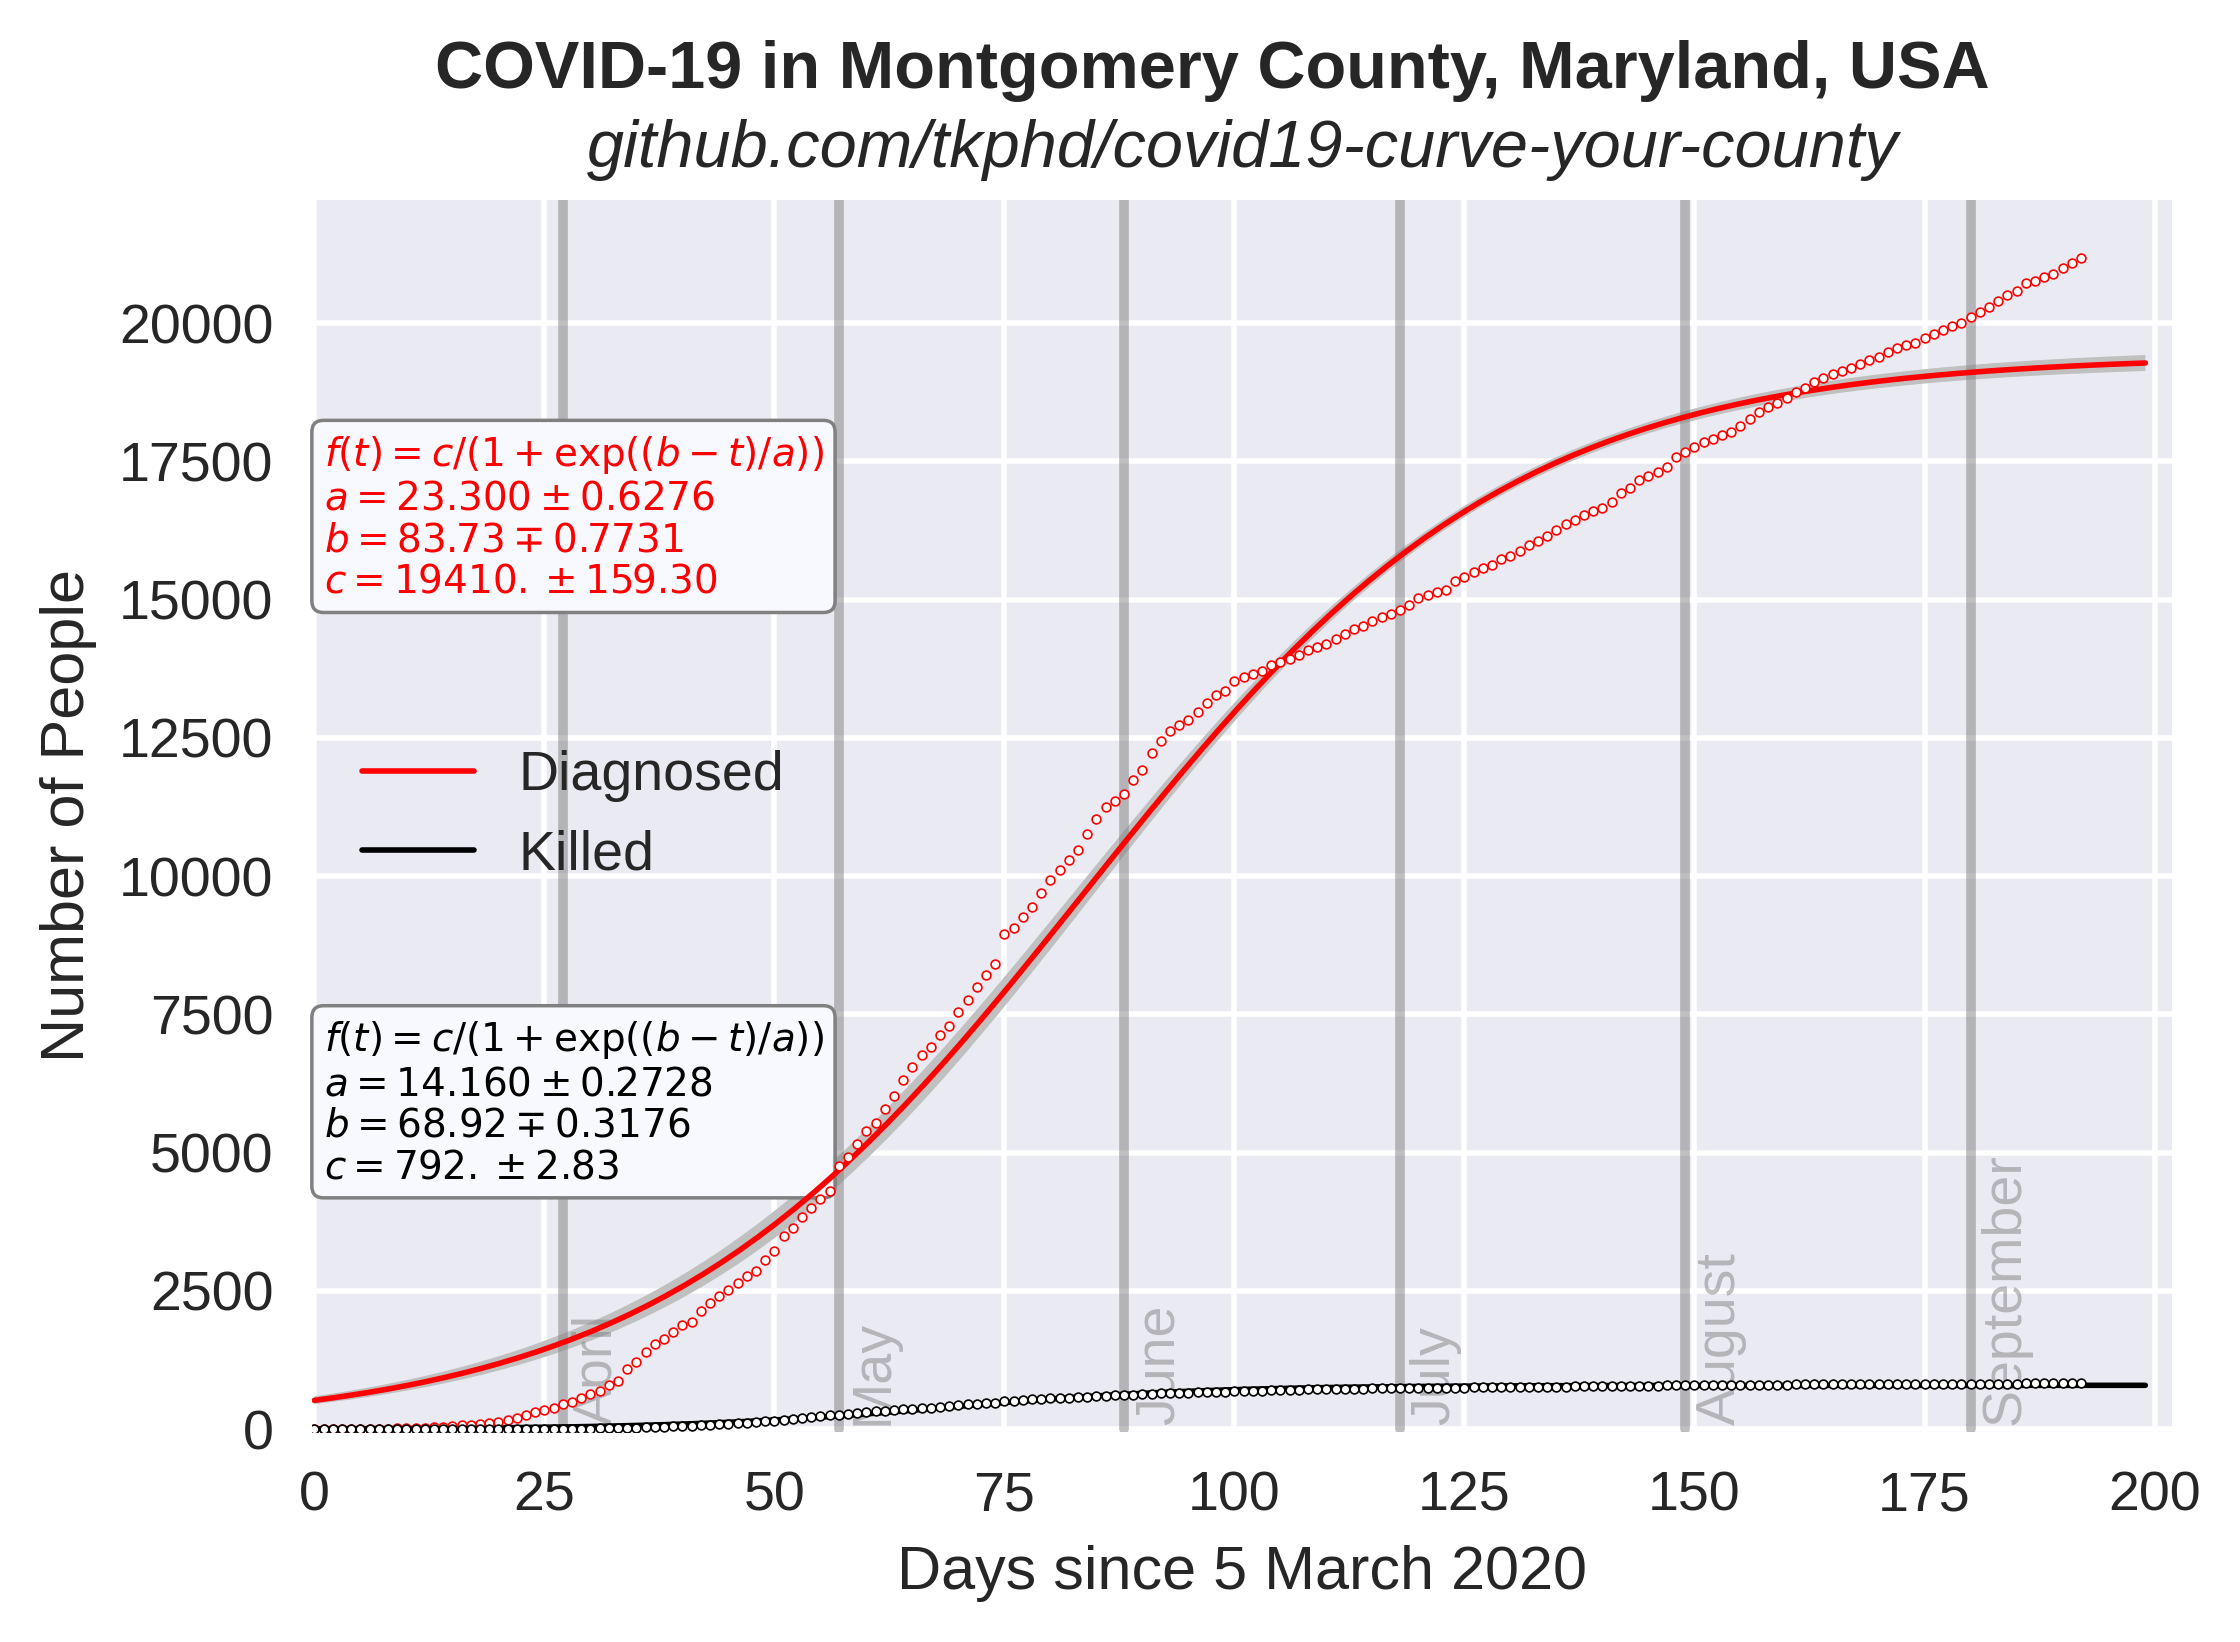 COVID-19 in Montgomery County, Maryland, USA
github.com/tkphd/covid19-curve-your-county
Number of People
20000
17500
15000
12500
10000
7500
5000
2500
0
f(t) = c/(1 + exp((b − t)/a))
a = 23.300 ± 0.6276
b = 83.73 ∓ 0.7731
c = 19410. ± 159.30
Diagnosed
Killed
f(t) = c/(1 + exp((b − t)/a))
a = 14.160 ± 0.2728
b = 68.92 ∓ 0.3176
c = 792. ± 2.83
April
May
June
July
August
September
0 25 50 75 100 125 150 175 200
Days since 5 March 2020